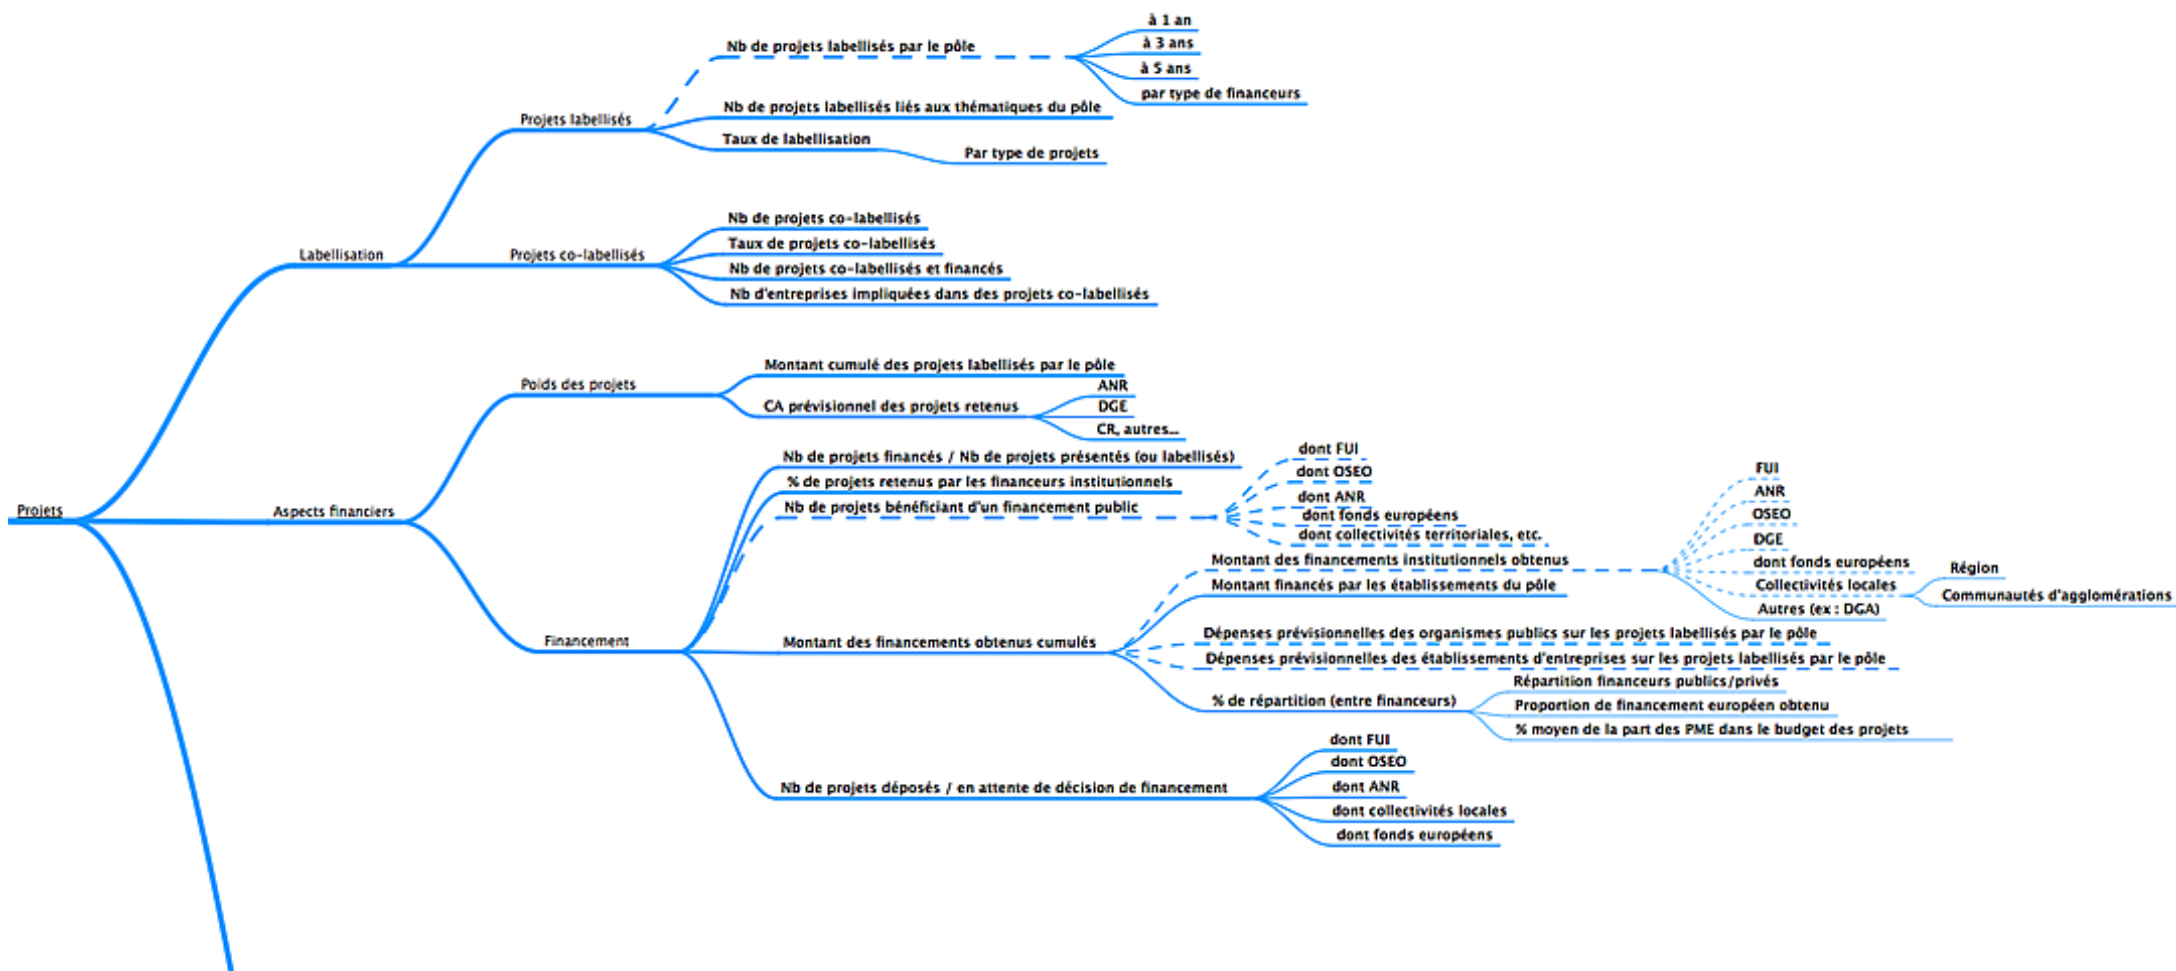 Projets
Labellisation
Projets labellisés
Nb de projets labellisés par le pôle
à 1 an
à 3 ans
à 5 ans
par type de financeurs
Nb de projets labellisés liés aux thématiques du pôle
Taux de labellisation
Par type de projets
Projets co-labellisés
Nb de projets co-labellisés
Taux de projets co-labellisés
Nb de projets co-labellisés et financés
Nb d'entreprises impliquées dans des projets co-labellisés
Aspects financiers
Poids des projets
Montant cumulé des projets labellisés par le pôle
CA prévisionnel des projets retenus
ANR
DGE
CR, autres...
Financement
Nb de projets financés / Nb de projets présentés (ou labellisés)
% de projets retenus par les financeurs institutionnels
Nb de projets bénéficiant d'un financement public
dont FUI
dont OSEO
dont ANR
dont fonds européens
dont collectivités territoriales, etc.
Montant des financements obtenus cumulés
Montant des financements institutionnels obtenus
FUI
ANR
OSEO
DGE
dont fonds européens
Collectivités locales
Région
Communautés d'agglomérations
Autres (ex : DGA)
Montant financés par les établissements du pôle
Dépenses prévisionnelles des organismes publics sur les projets labellisés par le pôle
Dépenses prévisionnelles des établissements d'entreprises sur les projets labellisés par le pôle
% de répartition (entre financeurs)
Répartition financeurs publics/privés
Proportion de financement européen obtenu
% moyen de la part des PME dans le budget des projets
Nb de projets déposés / en attente de décision de financement
dont FUI
dont OSEO
dont ANR
dont collectivités locales
dont fonds européens